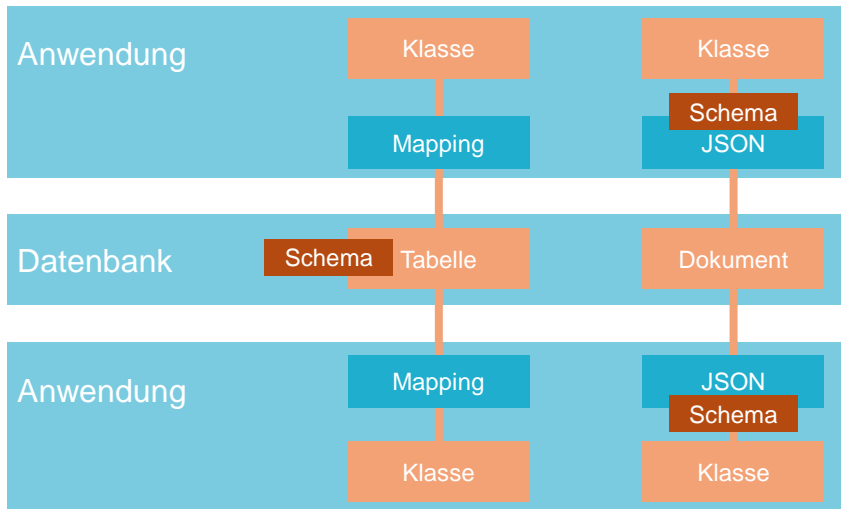 Anwendung
Klasse
Klasse
Schema
Mapping
JSON
Datenbank
Schema
Tabelle
Dokument
Anwendung
Mapping
JSON
Schema
Klasse
Klasse